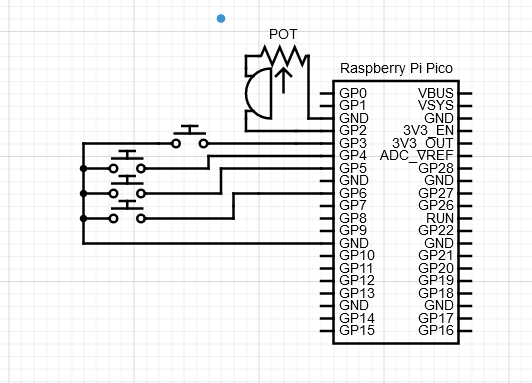 POT
Raspberry Pi Pico
GP0 VBUS
GP1 VSYS
GND GND
GP2 3V3_EN
GP3 3V3_OUT
GP4 ADC_VREF
GP5 GP28
GND GND
GP6 GP27
GP7 GP26
GP8 RUN
GP9 GP22
GND GND
GP10 GP21
GP11 GP20
GP12 GP19
GP13 GP18
GND GND
GP14 GP17
GP15 GP16